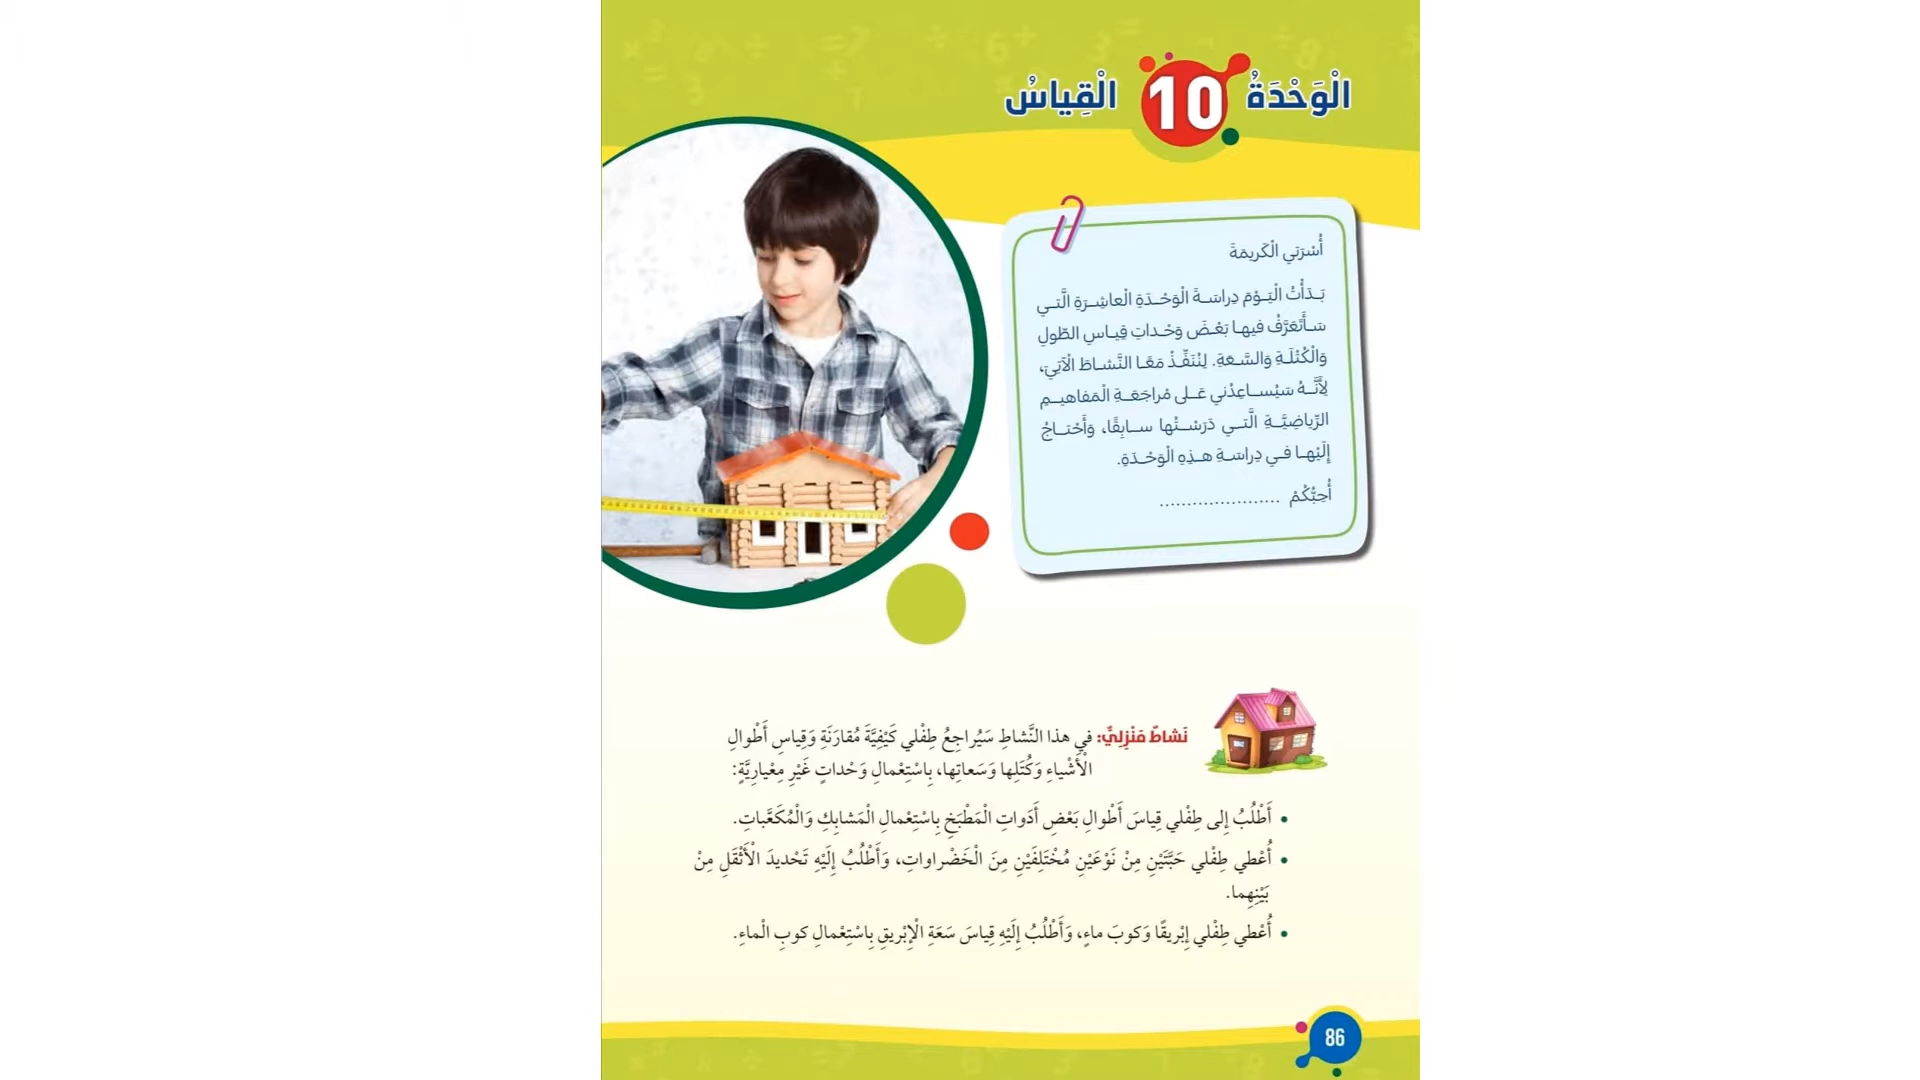 الْوَحْدَةُ 10 الْقِياسُ
أُسْرَتي الْكَريمَةَ
بَدَأْتُ الْيَوْمَ دِراسَةَ الْوَحْدَةِ الْعاشِرَةِ الَّتي
سَأَتَعَرَّفُ فيها بَعْضَ وَحْداتِ قِياسِ الطّولِ
وَالْكُتْلَةِ وَالسَّعَةِ. لِنُنَفِّذْ مَعًا النَّشاطَ الْآتِيَ،
لِأَنَّهُ سَيُساعِدُني عَلى مُراجَعَةِ الْمَفاهيمِ
الرِّياضِيَّةِ الَّتي دَرَسْتُها سابِقًا، وَأَحْتاجُ
إِلَيْها في دِراسَةِ هذِهِ الْوَحْدَةِ.
أُحِبُّكُمْ ......................
نَشاطٌ مَنْزِلِيٌّ: في هذا النَّشاطِ سَيُراجِعُ طِفْلي كَيْفِيَّةَ مُقارَنَةِ وَقِياسِ أَطْوالِ
الْأَشْياءِ وَكُتَلِها وَسَعاتِها، بِاسْتِعْمالِ وَحْداتٍ غَيْرِ مِعْيارِيَّةٍ:
• أَطْلُبُ إِلى طِفْلي قِياسَ أَطْوالِ بَعْضِ أَدَواتِ الْمَطْبَخِ بِاسْتِعْمالِ الْمَشابِكِ وَالْمُكَعَّباتِ.
• أُعْطي طِفْلي حَبَّتَيْنِ مِنْ نَوْعَيْنِ مُخْتَلِفَيْنِ مِنَ الْخَضْراواتِ، وَأَطْلُبُ إِلَيْهِ تَحْديدَ الْأَثْقَلِ مِنْ
بَيْنِهِما.
• أُعْطي طِفْلي إِبْريقًا وَكوبَ ماءٍ، وَأَطْلُبُ إِلَيْهِ قِياسَ سَعَةِ الْإِبْريقِ بِاسْتِعْمالِ كوبِ الْماءِ.
86